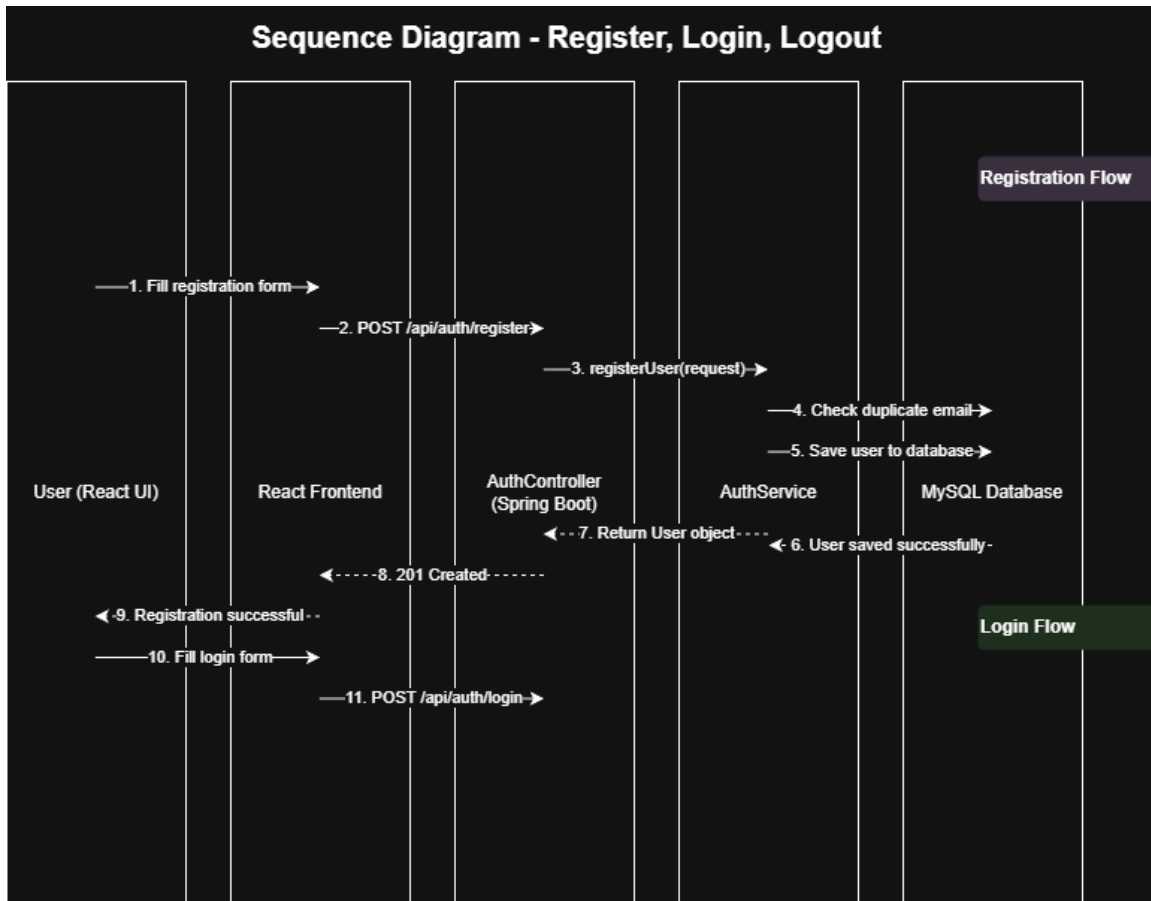 Sequence Diagram - Register, Login, Logout
Registration Flow
1. Fill registration form
2. POST /api/auth/register
3. registerUser(request)
4. Check duplicate email
5. Save user to database
User (React UI)
React Frontend
AuthController
(Spring Boot)
AuthService
MySQL Database
7. Return User object
6. User saved successfully
8. 201 Created
9. Registration successful
Login Flow
10. Fill login form
11. POST /api/auth/login